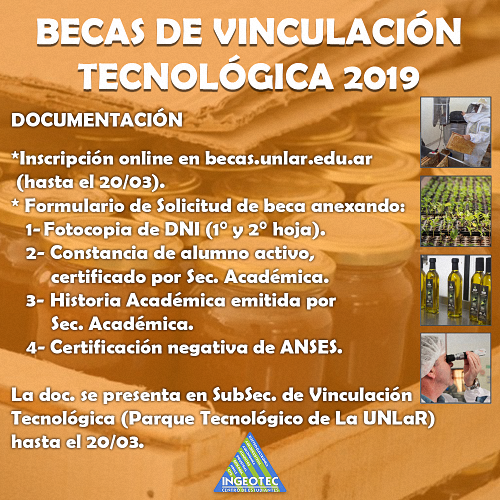 BECAS DE VINCULACIÓN
TECNOLÓGICA 2019
DOCUMENTACIÓN
*Inscripción online en becas.unlar.edu.ar
(hasta el 20/03).
* Formulario de Solicitud de beca anexando:
1- Fotocopia de DNI (1° y 2° hoja).
2- Constancia de alumno activo,
certificado por Sec. Académica.
3- Historia Académica emitida por
Sec. Académica.
4- Certificación negativa de ANSES.
La doc. se presenta en SubSec. de Vinculación
Tecnológica (Parque Tecnológico de La UNLaR)
hasta el 20/03.
INGEOTEC
CENTRO DE ESTUDIANTES